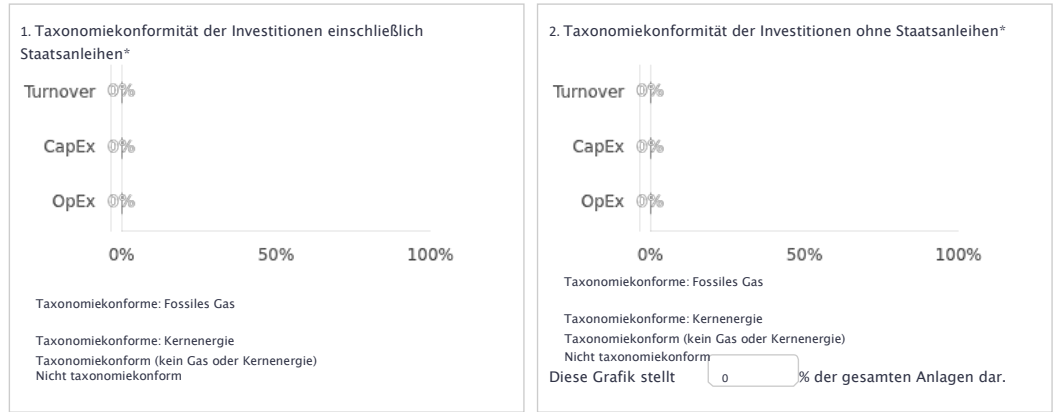 1. Taxonomiekonformität der Investitionen einschließlich
Staatsanleihen*
Turnover 0%
CapEx 0%
OpEx 0%
0% 50% 100%
Taxonomiekonforme: Fossiles Gas
Taxonomiekonforme: Kernenergie
Taxonomiekonform (kein Gas oder Kernenergie)
Nicht taxonomiekonform
2. Taxonomiekonformität der Investitionen ohne Staatsanleihen*
Turnover 0%
CapEx 0%
OpEx 0%
0% 50% 100%
Taxonomiekonforme: Fossiles Gas
Taxonomiekonforme: Kernenergie
Taxonomiekonform (kein Gas oder Kernenergie)
Nicht taxonomiekonform
Diese Grafik stellt 0 % der gesamten Anlagen dar.